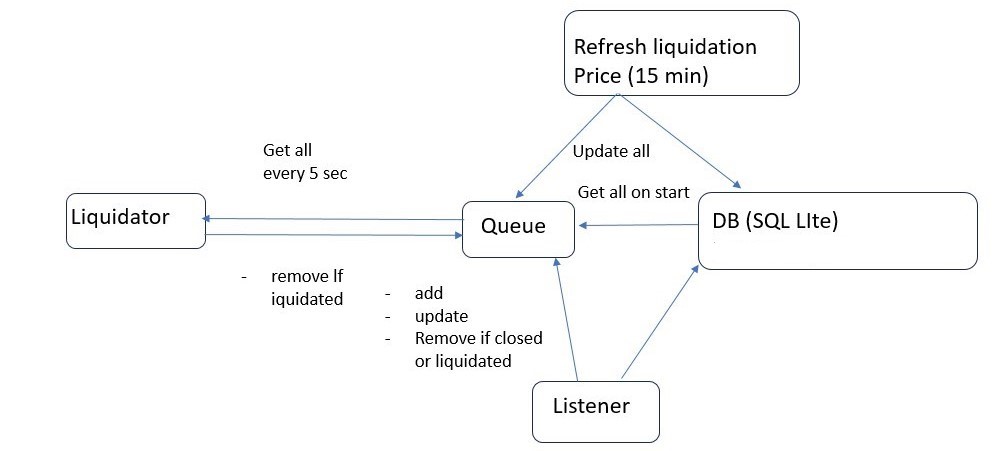 Refresh liquidation
Price (15 min)
Update all
Get all
every 5 sec
Get all on start
Liquidator
Queue
DB (SQL LIte)
- remove If
iquidated
- add
- update
- Remove if closed
or liquidated
Listener